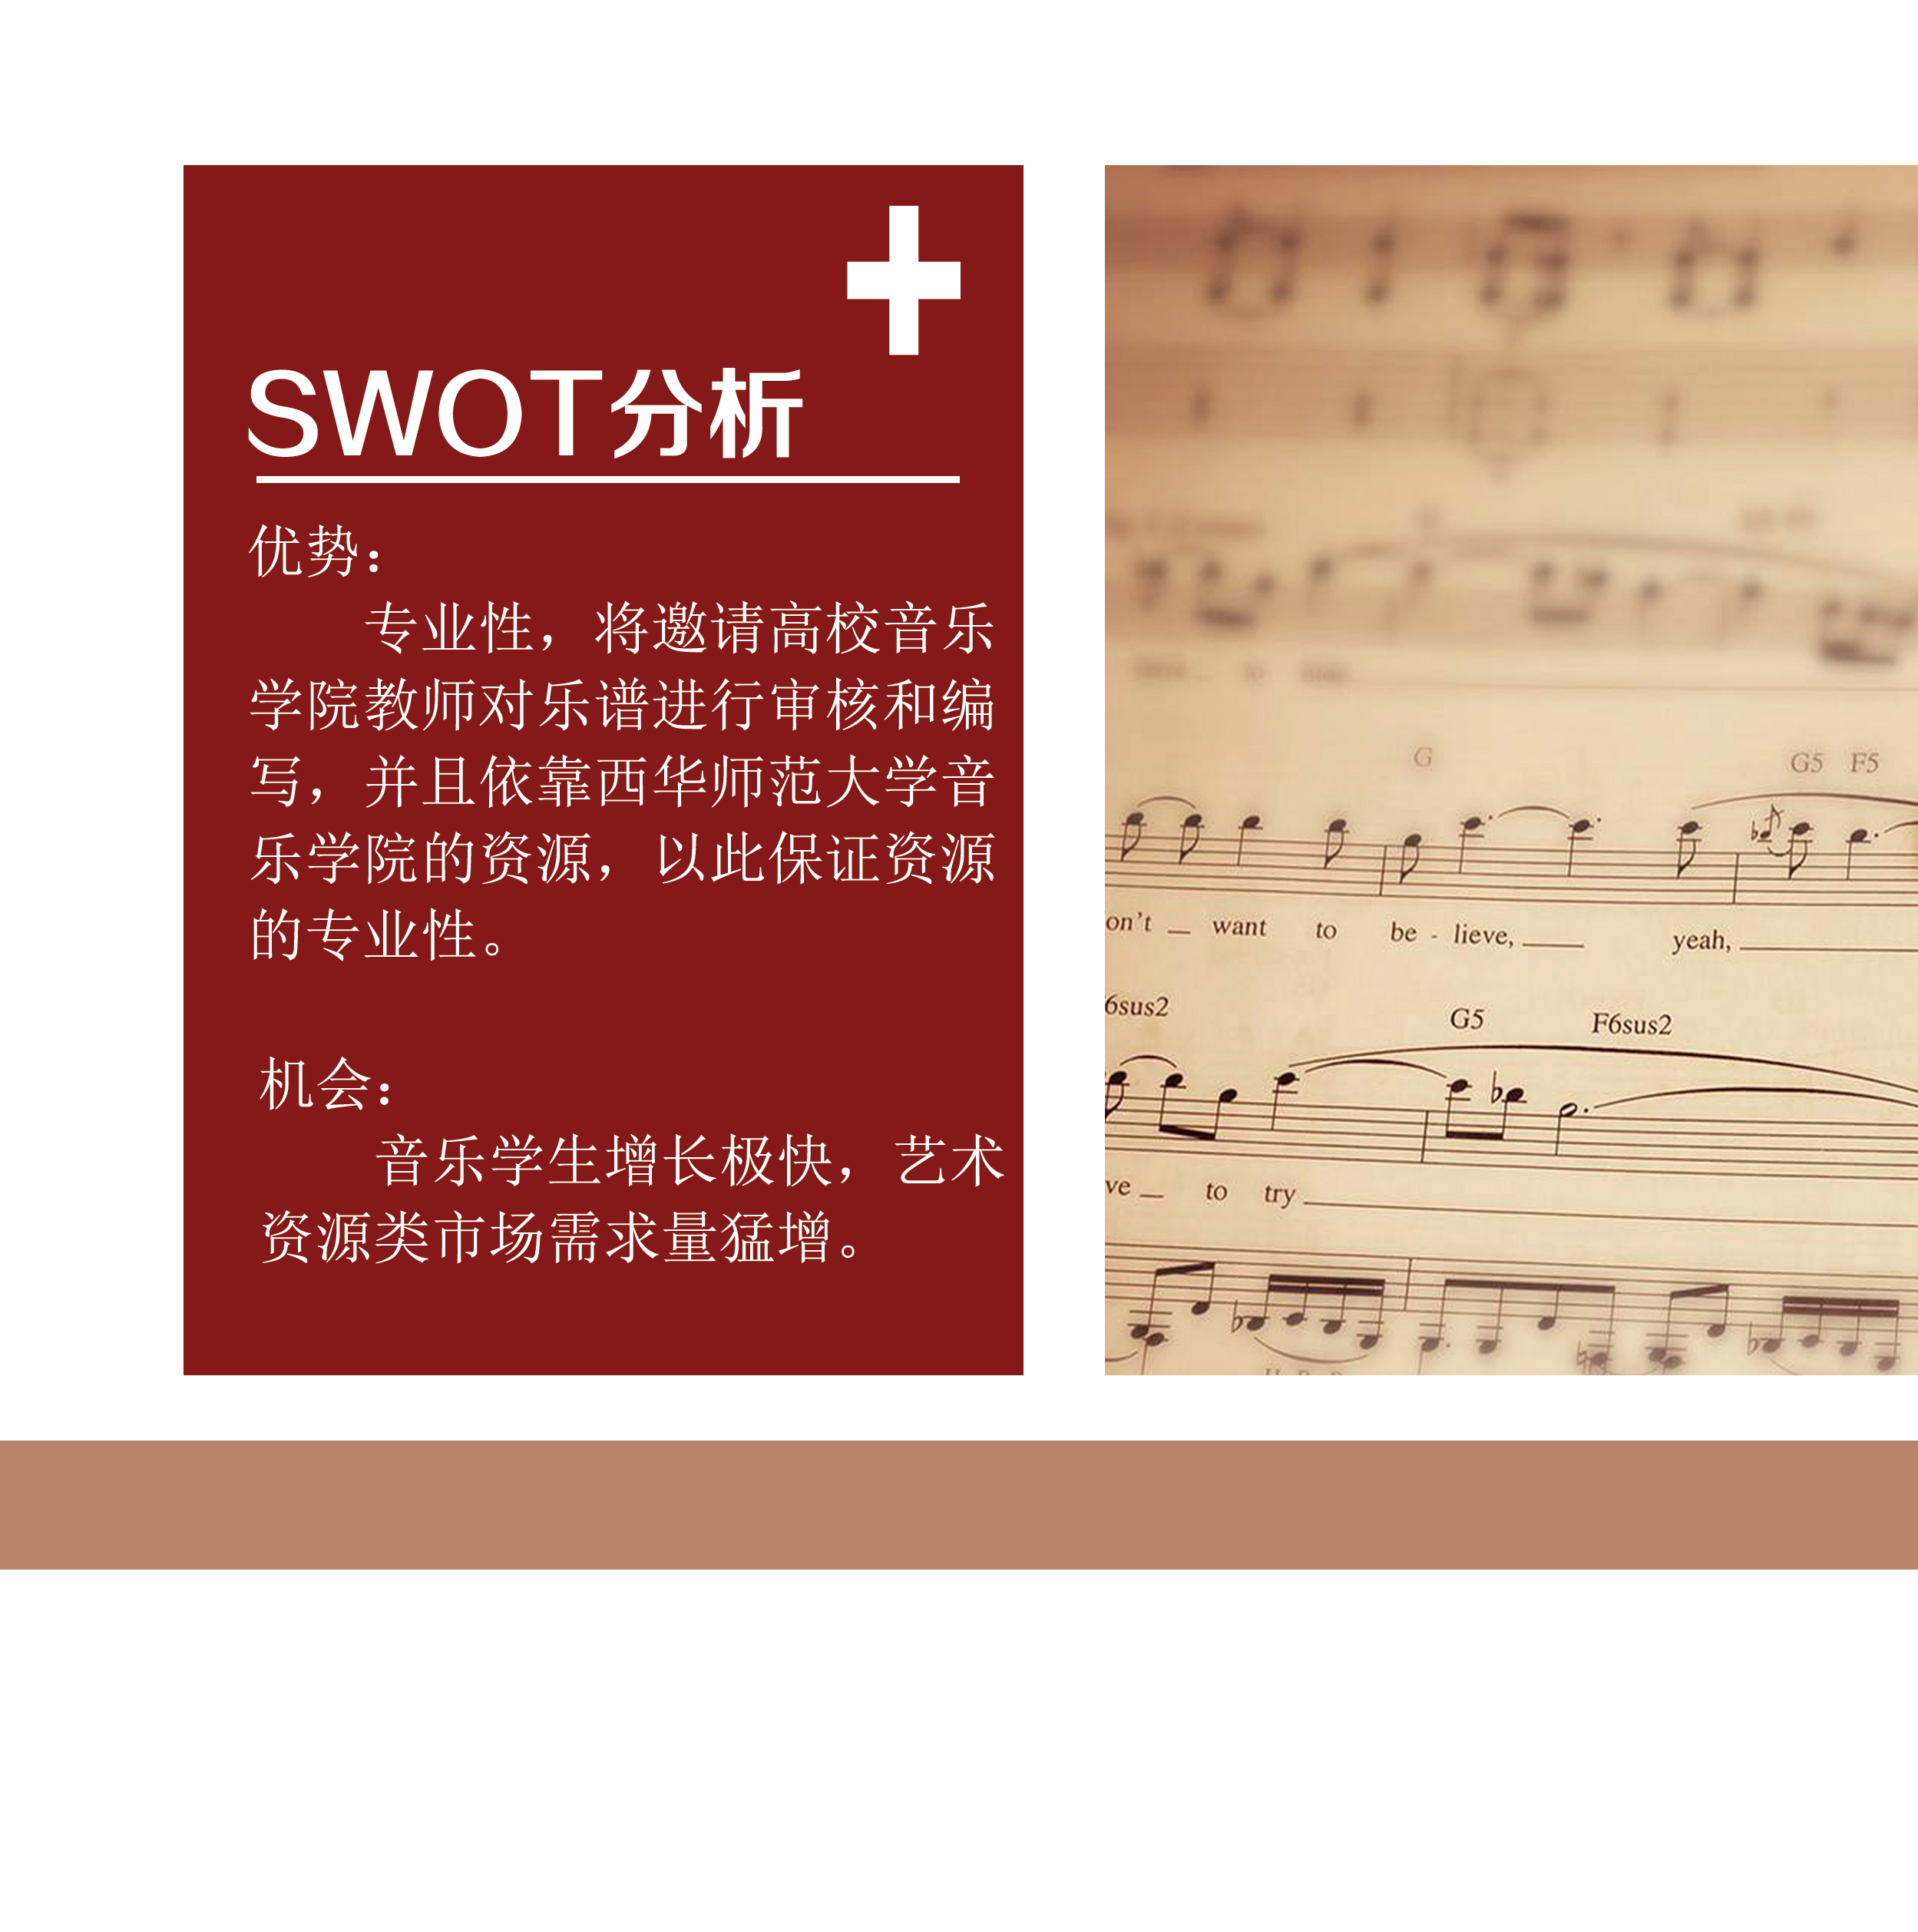 SWOT分析
优势：
专业性，将邀请高校音乐
学院教师对乐谱进行审核和编
写，并且依靠西华师范大学音
乐学院的资源，以此保证资源
的专业性。
机会：
音乐学生增长极快，艺术
资源类市场需求量猛增。
G G5 F5
on't want to be - lieve, yeah,
6sus2 G5 F6sus2
ve to try